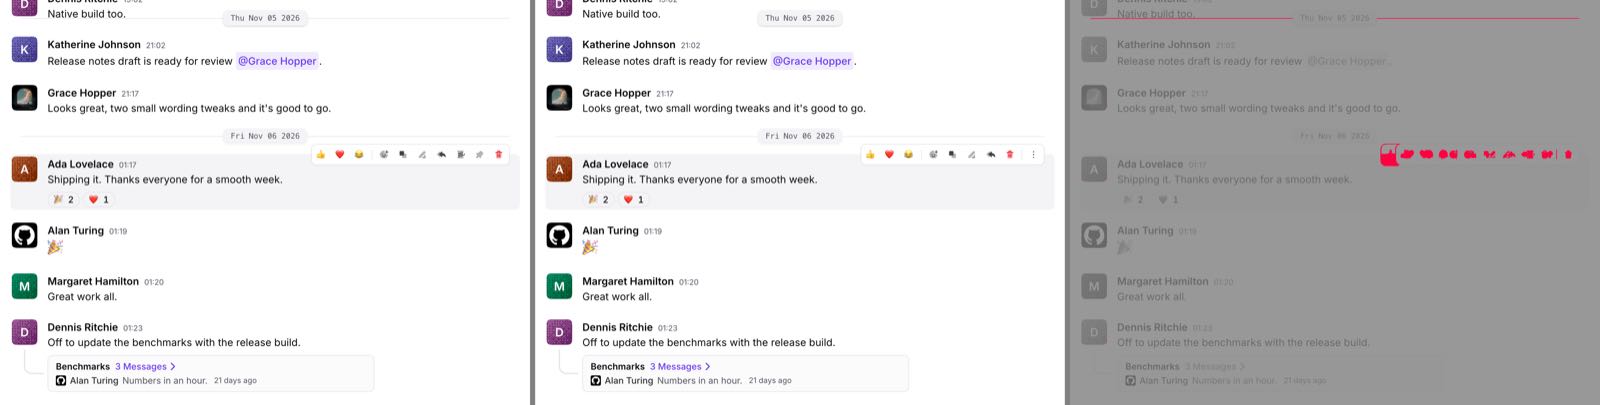 Dennis Ritchie
Native build too.
Thu Nov 05 2026
K
Katherine Johnson 21:02
Release notes draft is ready for review @Grace Hopper .
Grace Hopper 21:17
Looks great, two small wording tweaks and it's good to go.
Fri Nov 06 2026
A
Ada Lovelace 01:17
Shipping it. Thanks everyone for a smooth week.
🎉 2 ❤️ 1
Alan Turing 01:19
🎉
M
Margaret Hamilton 01:20
Great work all.
D
Dennis Ritchie 01:23
Off to update the benchmarks with the release build.
Benchmarks 3 Messages >
Alan Turing Numbers in an hour. 21 days ago
Dennis Ritchie
Native build too.
Thu Nov 05 2026
K
Katherine Johnson 21:02
Release notes draft is ready for review @Grace Hopper .
Grace Hopper 21:17
Looks great, two small wording tweaks and it's good to go.
Fri Nov 06 2026
A
Ada Lovelace 01:17
Shipping it. Thanks everyone for a smooth week.
🎉 2 ❤️ 1
Alan Turing 01:19
🎉
M
Margaret Hamilton 01:20
Great work all.
D
Dennis Ritchie 01:23
Off to update the benchmarks with the release build.
Benchmarks 3 Messages >
Alan Turing Numbers in an hour. 21 days ago
Dennis Ritchie
Native build too.
Thu Nov 05 2026
K
Katherine Johnson 21:02
Release notes draft is ready for review @Grace Hopper .
Grace Hopper 21:17
Looks great, two small wording tweaks and it's good to go.
Fri Nov 06 2026
A
Ada Lovelace 01:17
Shipping it. Thanks everyone for a smooth week.
🎉 2 ❤️ 1
Alan Turing 01:19
🎉
M
Margaret Hamilton 01:20
Great work all.
D
Dennis Ritchie 01:23
Off to update the benchmarks with the release build.
Benchmarks 3 Messages >
Alan Turing Numbers in an hour. 21 days ago